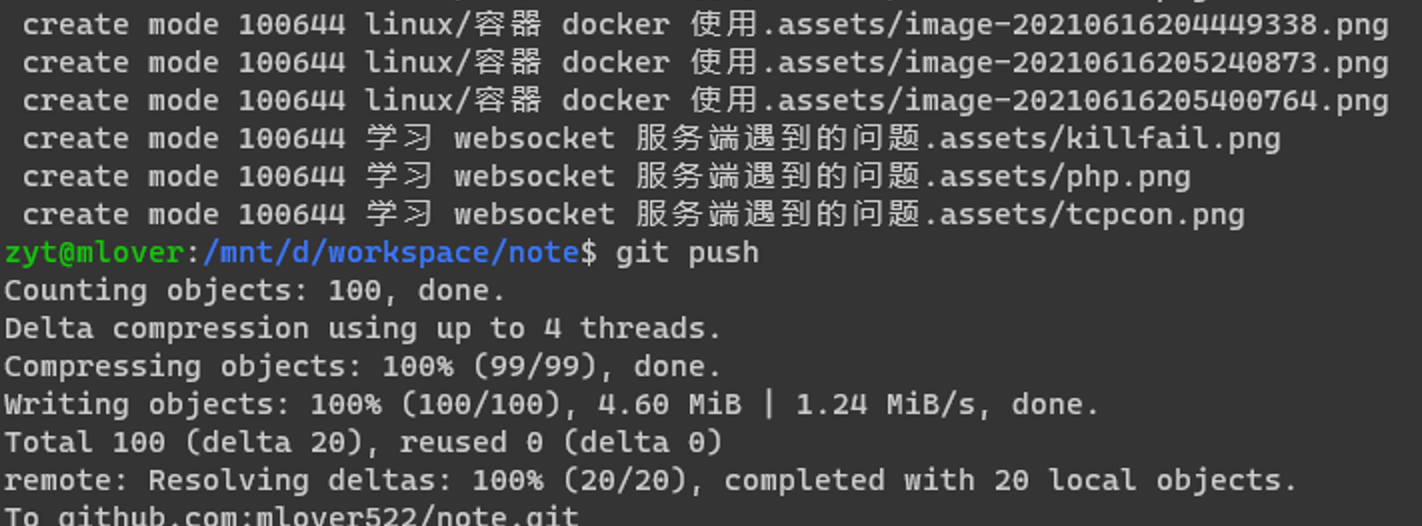 create mode 100644 linux/容器 docker 使用.assets/image-20210616204449338.png
create mode 100644 linux/容器 docker 使用.assets/image-20210616205240873.png
create mode 100644 linux/容器 docker 使用.assets/image-20210616205400764.png
create mode 100644 学习 websocket 服务端遇到的问题.assets/killfail.png
create mode 100644 学习 websocket 服务端遇到的问题.assets/php.png
create mode 100644 学习 websocket 服务端遇到的问题.assets/tcpcon.png
zyt@mlover:/mnt/d/workspace/note$ git push
Counting objects: 100, done.
Delta compression using up to 4 threads.
Compressing objects: 100% (99/99), done.
Writing objects: 100% (100/100), 4.60 MiB | 1.24 MiB/s, done.
Total 100 (delta 20), reused 0 (delta 0)
remote: Resolving deltas: 100% (20/20), completed with 20 local objects.
To github.com:mlover522/note.git